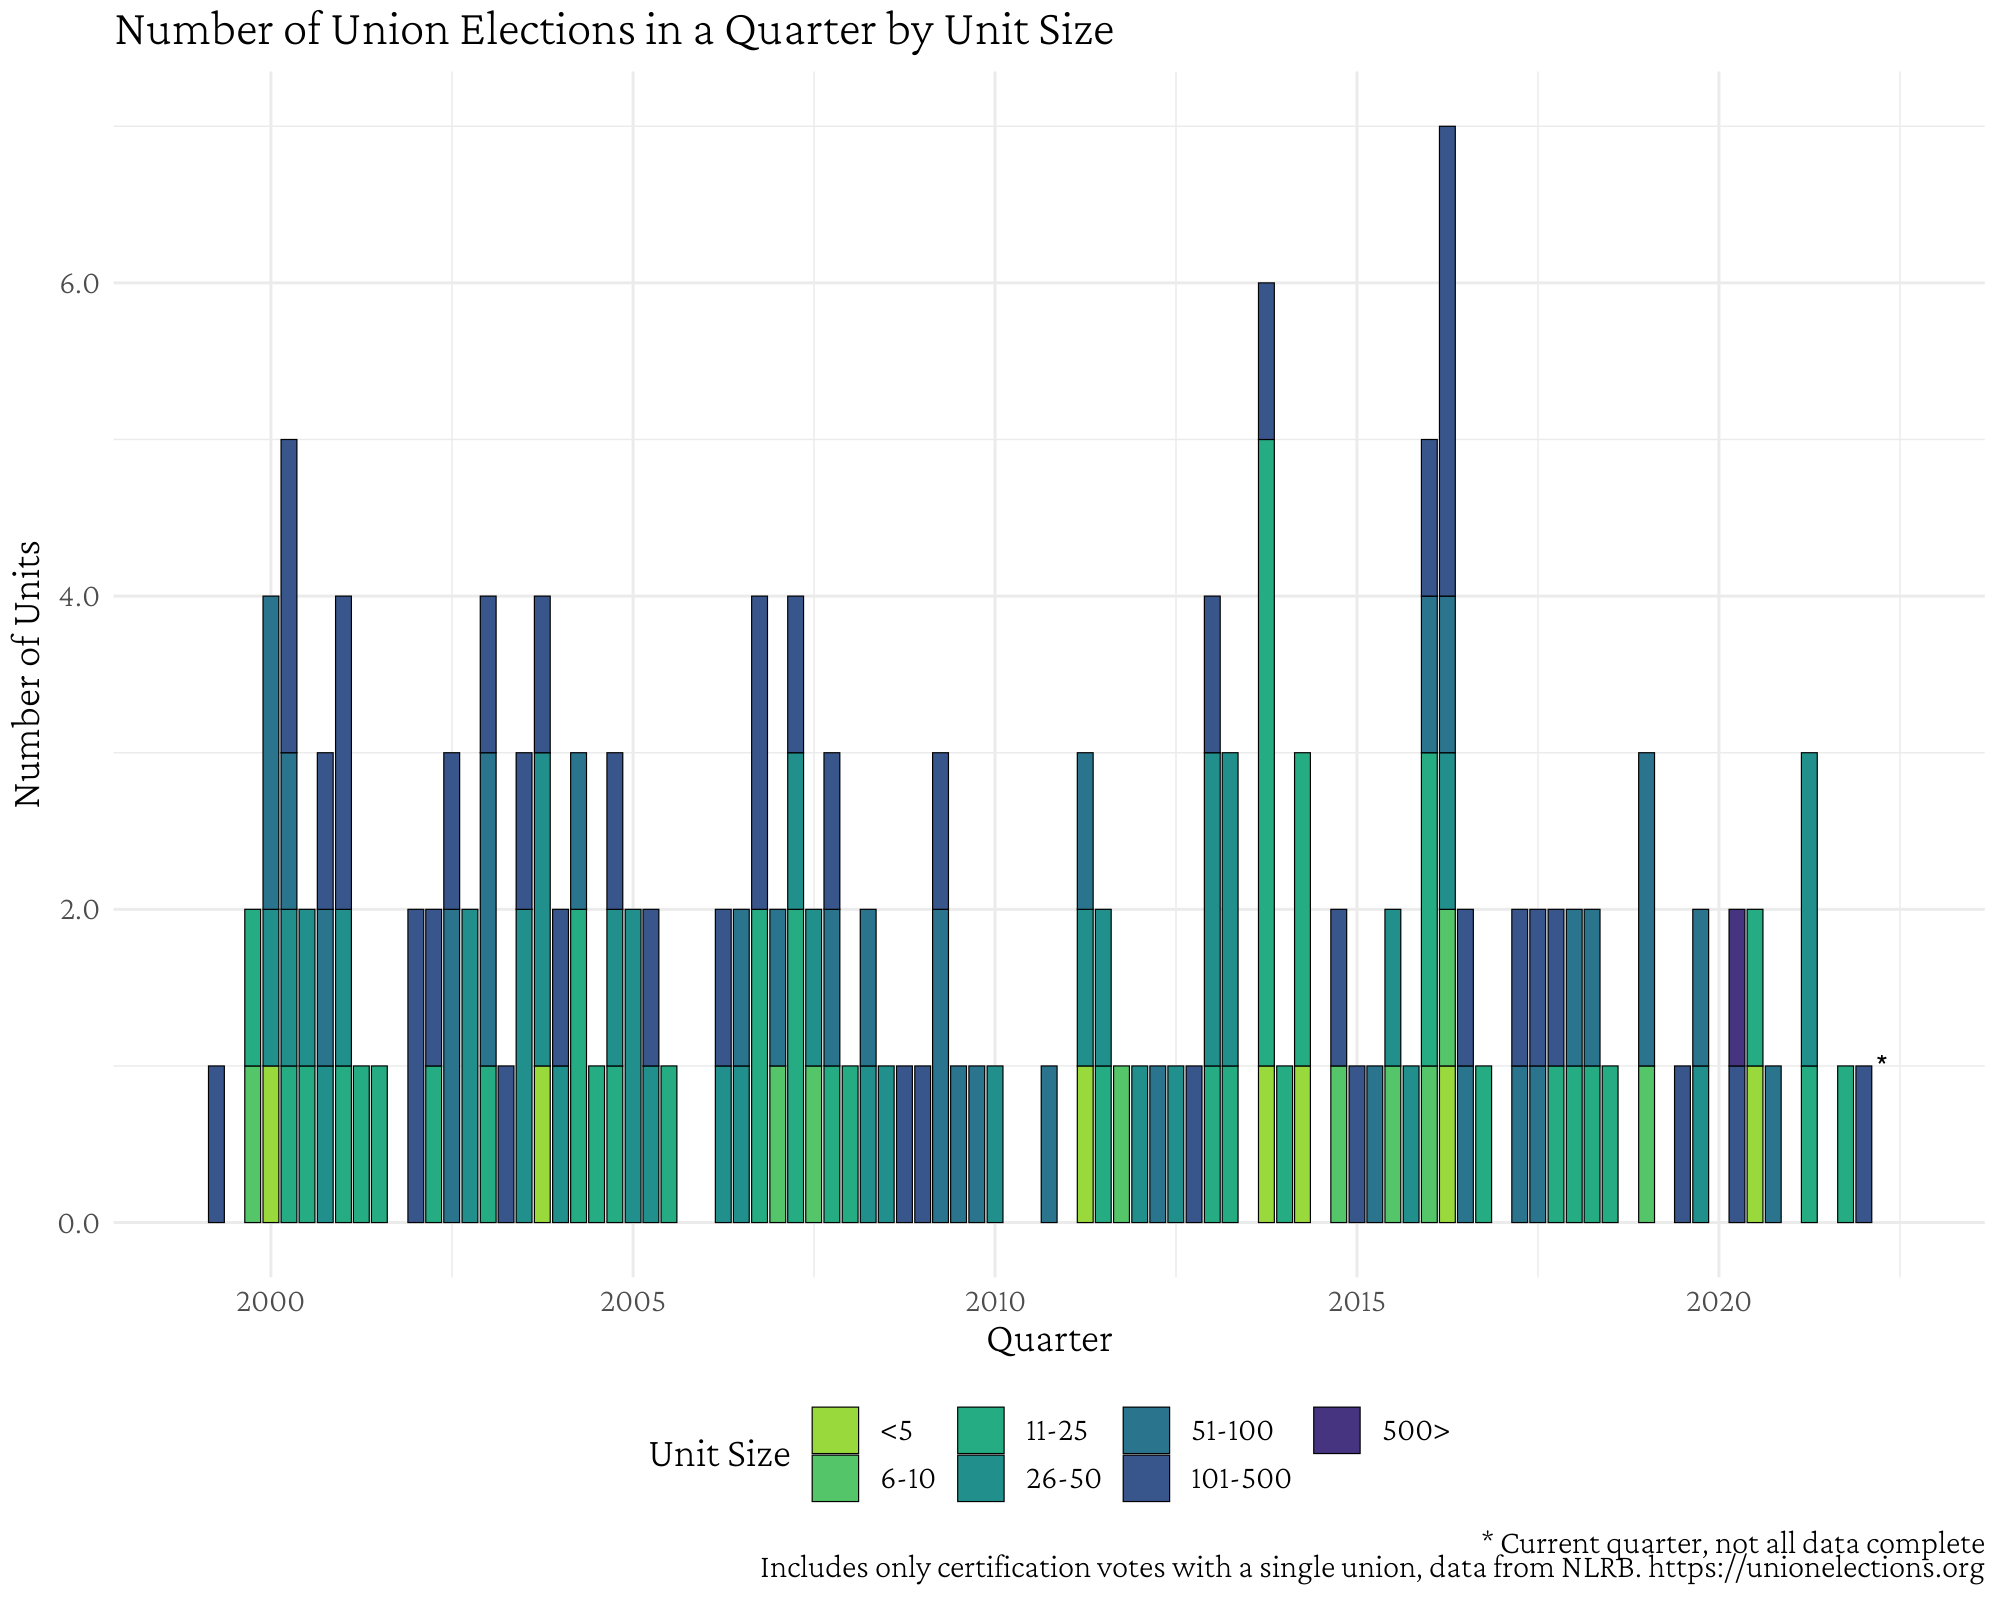 Number of Union Elections in a Quarter by Unit Size
Number of Units
6.0
4.0
2.0
0.0
*
2000 2005 2010 2015 2020
Quarter
Unit Size
<5 11-25 51-100 500>
6-10 26-50 101-500
* Current quarter, not all data complete
Includes only certification votes with a single union, data from NLRB. https://unionelections.org